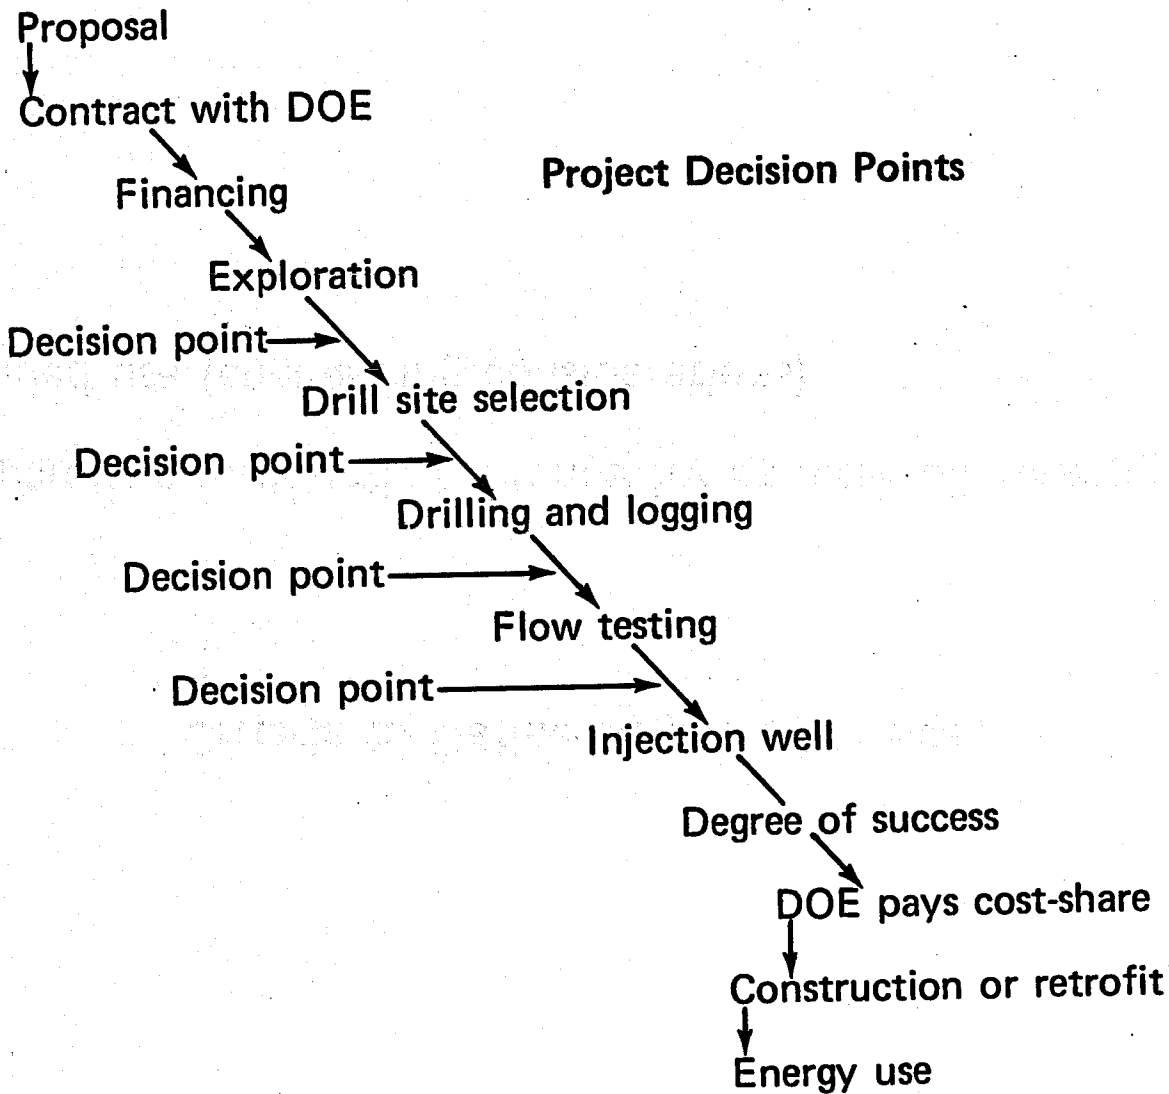 Proposal
Contract with DOE
Project Decision Points
Financing
Exploration
Decision point
Drill site selection
Decision point
Drilling and logging
Decision point
Flow testing
Decision point
Injection well
Degree of success
DOE pays cost-share
Construction or retrofit
Energy use